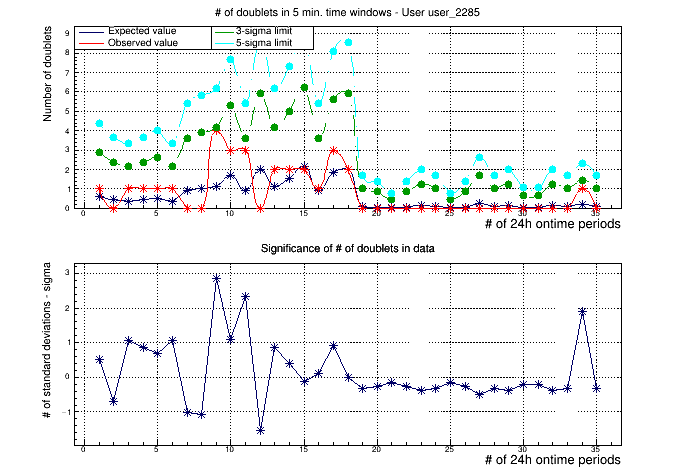 # of doublets in 5 min. time windows - User user_2285
Number of doublets
Expected value
Observed value
3-sigma limit
5-sigma limit
9
8
7
6
5
4
3
2
1
0
0 5 10 15 20 25 30 35
# of 24h ontime periods
Significance of # of doublets in data
# of standard deviations - sigma
3
2
1
0
−1
0 5 10 15 20 25 30 35
# of 24h ontime periods